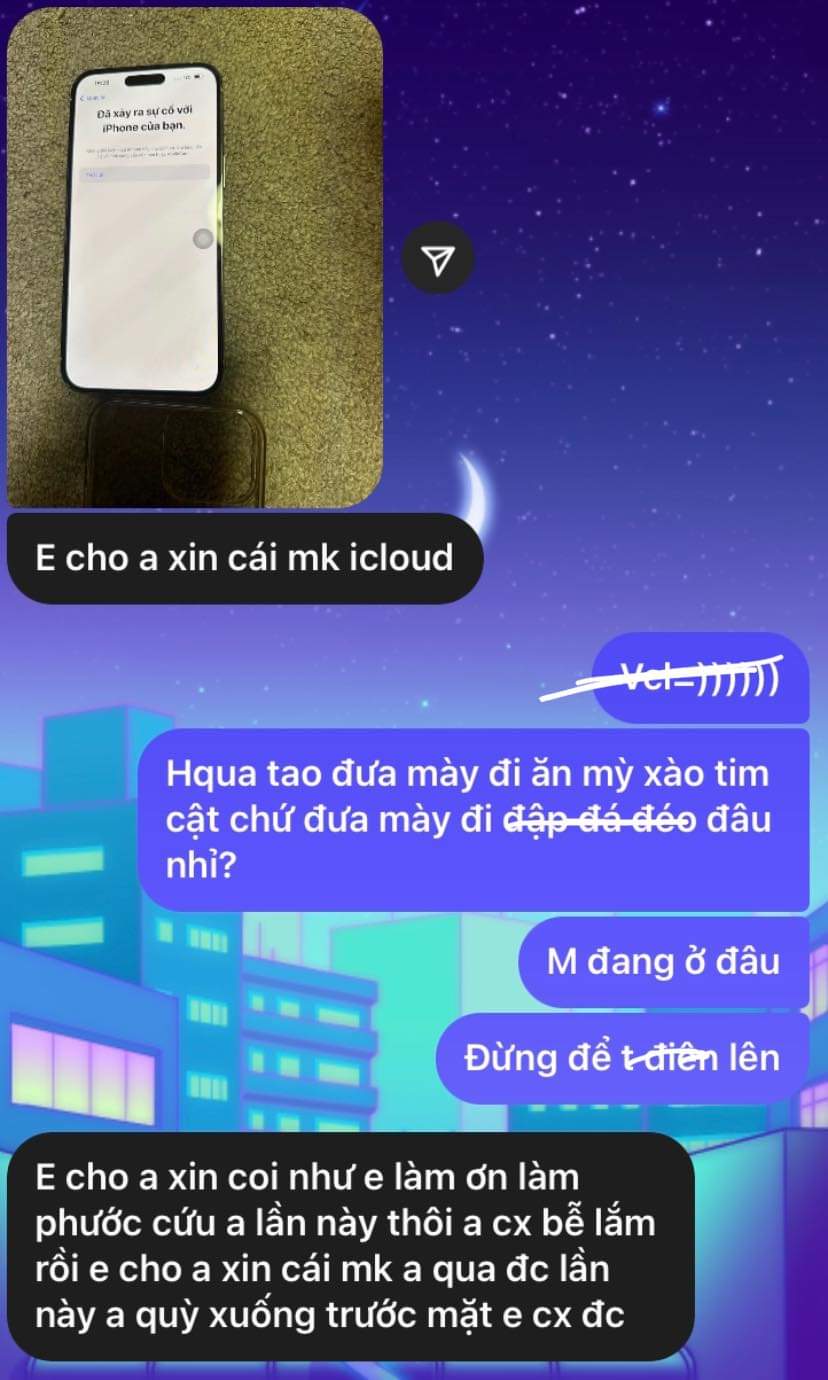 Đã xảy ra sự cố với
iPhone của bạn.
E cho a xin cái mk icloud
Vcl=))))))
Hqua tao đưa mày đi ăn mỳ xào tim
cật chứ đưa mày đi đập đá đéo đâu
nhỉ?
M đang ở đâu
Đừng để t điên lên
E cho a xin coi như e làm ơn làm
phước cứu a lần này thôi a cx bễ lắm
rồi e cho a xin cái mk a qua đc lần
này a quỳ xuống trước mặt e cx đc